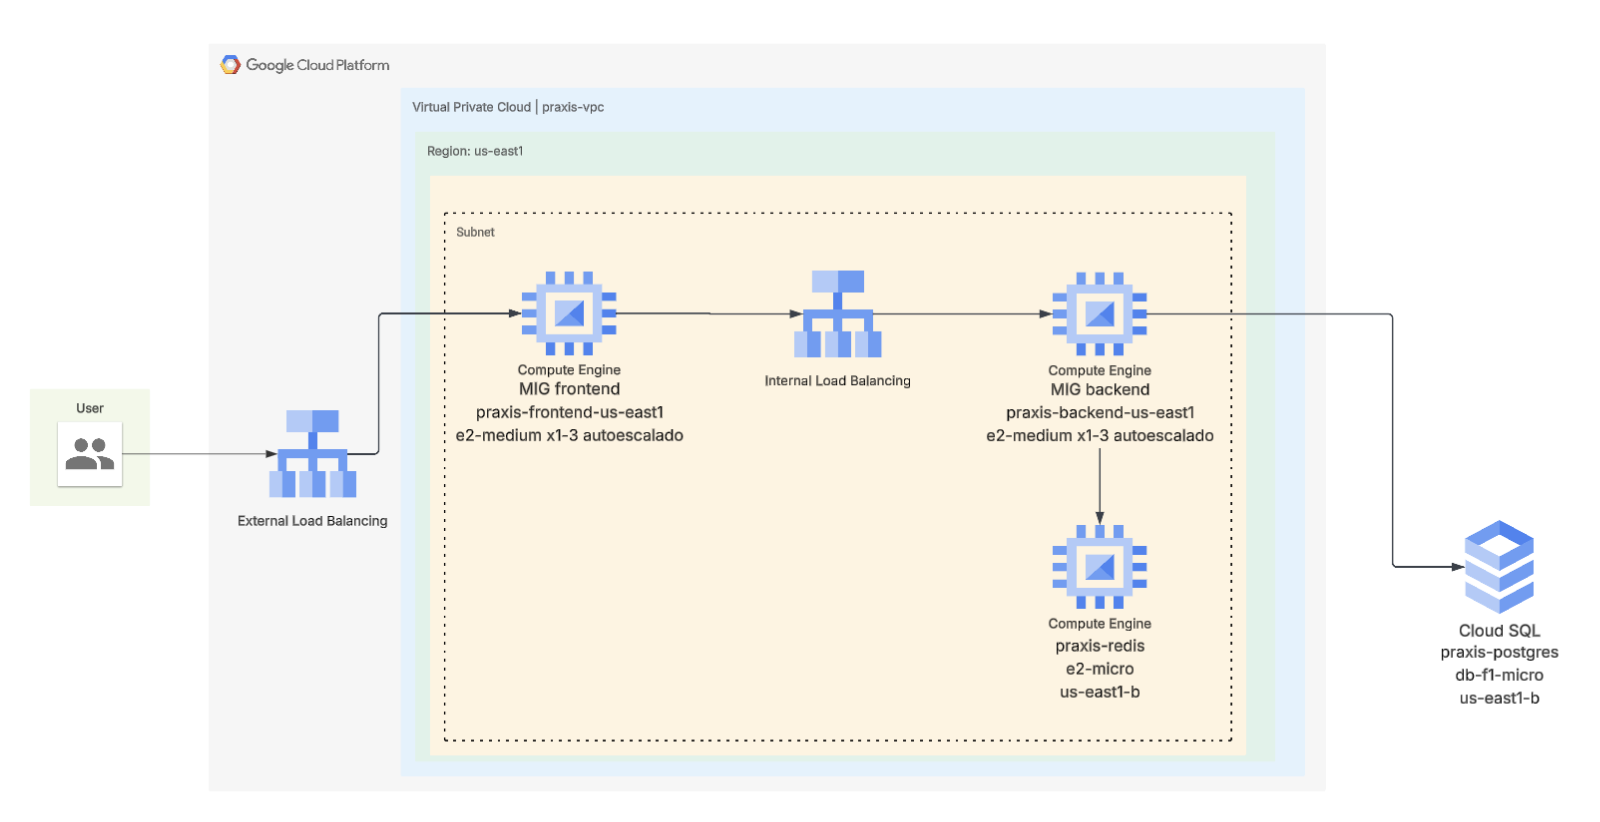 Google Cloud Platform
Virtual Private Cloud | praxis-vpc
Region: us-east1
Subnet
User
External Load Balancing
Compute Engine
MIG frontend
praxis-frontend-us-east1
e2-medium x1-3 autoescalado
Internal Load Balancing
Compute Engine
MIG backend
praxis-backend-us-east1
e2-medium x1-3 autoescalado
Compute Engine
praxis-redis
e2-micro
us-east1-b
Cloud SQL
praxis-postgres
db-f1-micro
us-east1-b